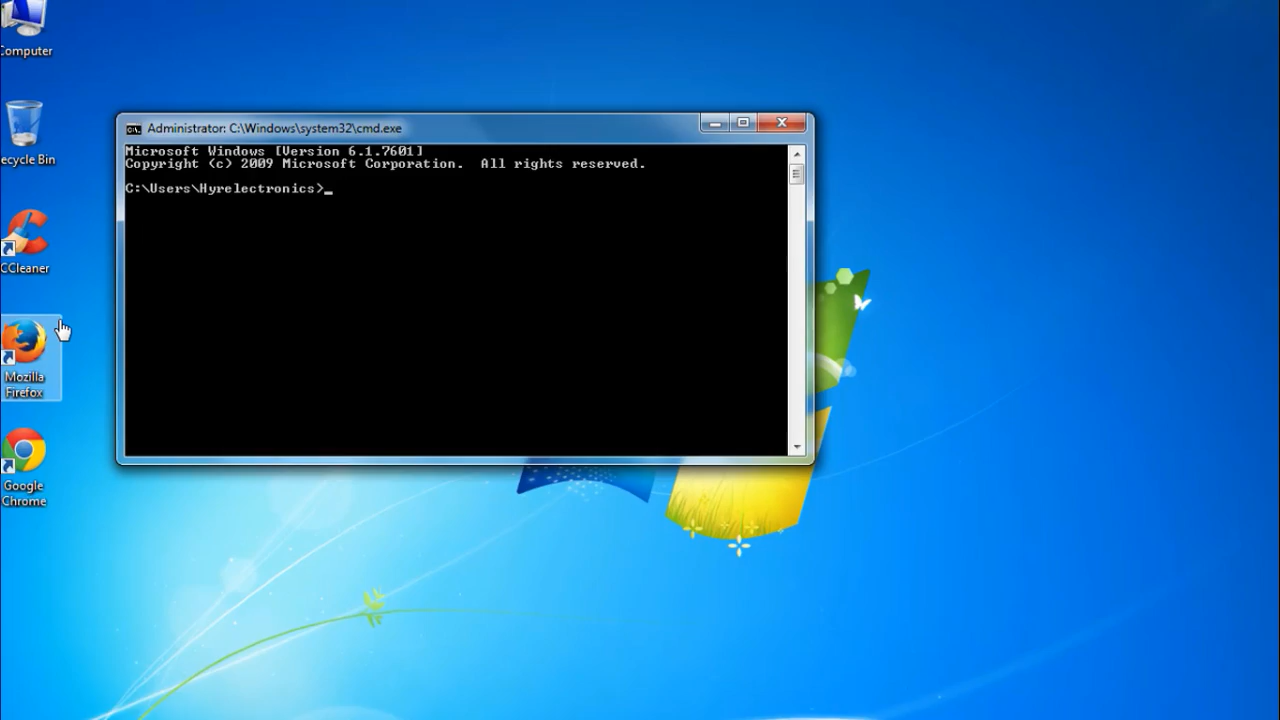 Computer
ecycle Bin
CCleaner
Mozilla
Firefox
Google
Chrome
C:\.
Administrator: C:\Windows\system32\cmd.exe
Microsoft Windows [Version 6.1.7601]
Copyright (c) 2009 Microsoft Corporation.  All rights reserved.
C:\Users\Hyrelectronics>_